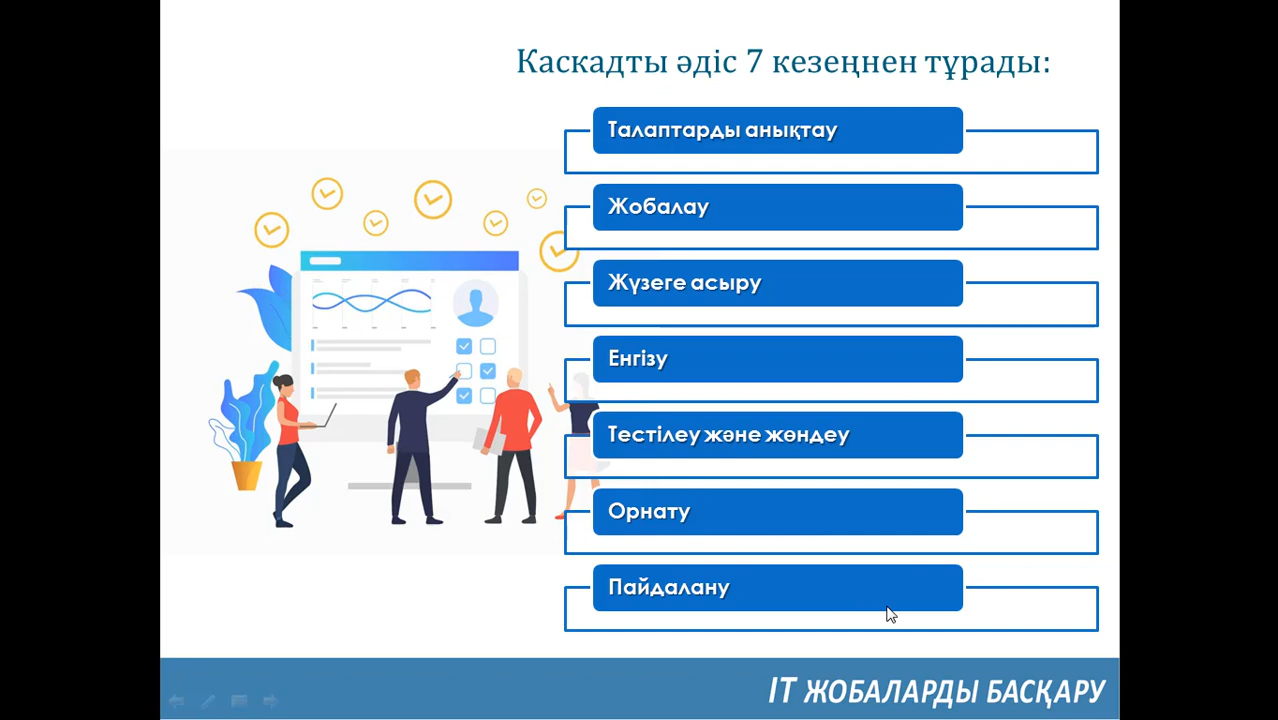 Каскадты әдіс 7 кезеңнен тұрады:
Талаптарды анықтау
Жобалау
Жүзеге асыру
Енгізу
Тестілеу және жөндеу
Орнату
Пайдалану
IT ЖОБАЛАРДЫ БАСҚАРУ